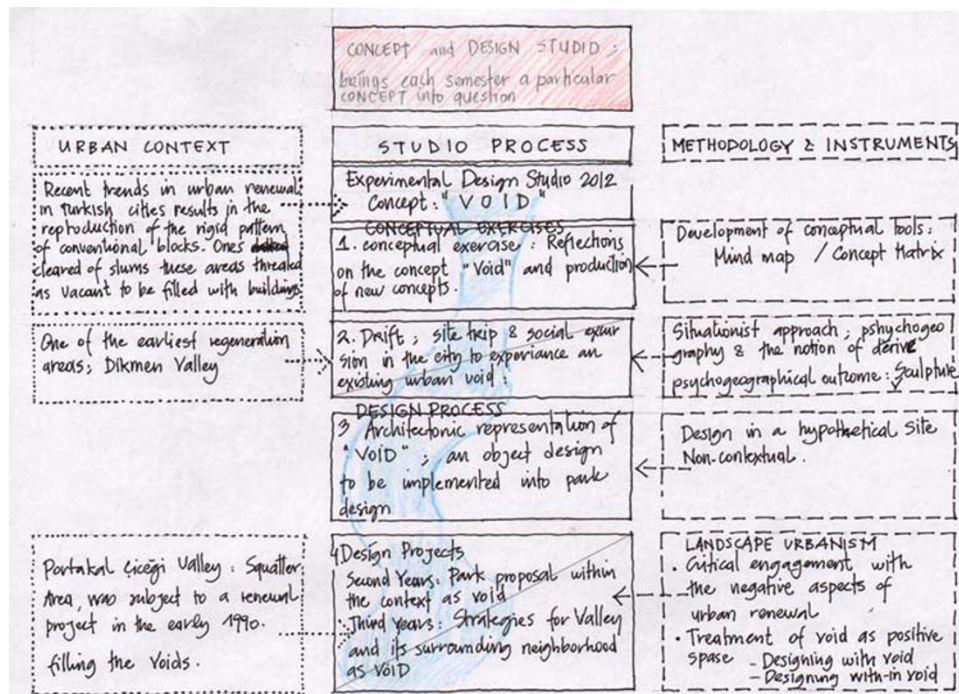 CONCEPT and DESIGN STUDIO :
beings each semester a particular
CONCEPT into question
URBAN CONTEXT
Recent trends in urban renewal
in turkish cities results in the
reproduction of the rigid pattern
of conventional blocks. Ones
cleared of slums these areas threaded
as vacant to be filled with buildings
One of the earliest regeneration
areas; Dikmen Valley
Portakal Çiçeği Valley : Squatter
Area, was subject to a renewal
project in the early 1990.
filling the Voids.
STUDIO PROCESS
Experimental Design Studio 2012
Concept : "VOID"
CONCEPTUAL EXERCISES
1. conceptual exercise : Reflections
on the concept "Void" and production
of new concepts.
2. Drift ; site trip & social exur
sion in the city to experiance an
existing urban void.
DESIGN PROCESS
3 Architectonic representation of
"VOID" ; an object design
to be implemented into park
design
4.Design Projects
Second Years: Park proposal within
the context as void
Third Years : Strategies for Valley
and its surrounding neighborhood
as VOID
METHODOLOGY & INSTRUMENTS
Development of conceptual tools :
Mind map / Concept Matrix
Situationist approach ; pshychogeo
graphy & the notion of derive
psychogeographical outcome : Sculpture
Design in a hypothetical Site
Non-contextual.
LANDSCAPE URBANISM
• Critical engagement with
the negative aspects of
urban renewal
• Treatment of void as positive
spase - Designing with void
- Designing with-in void